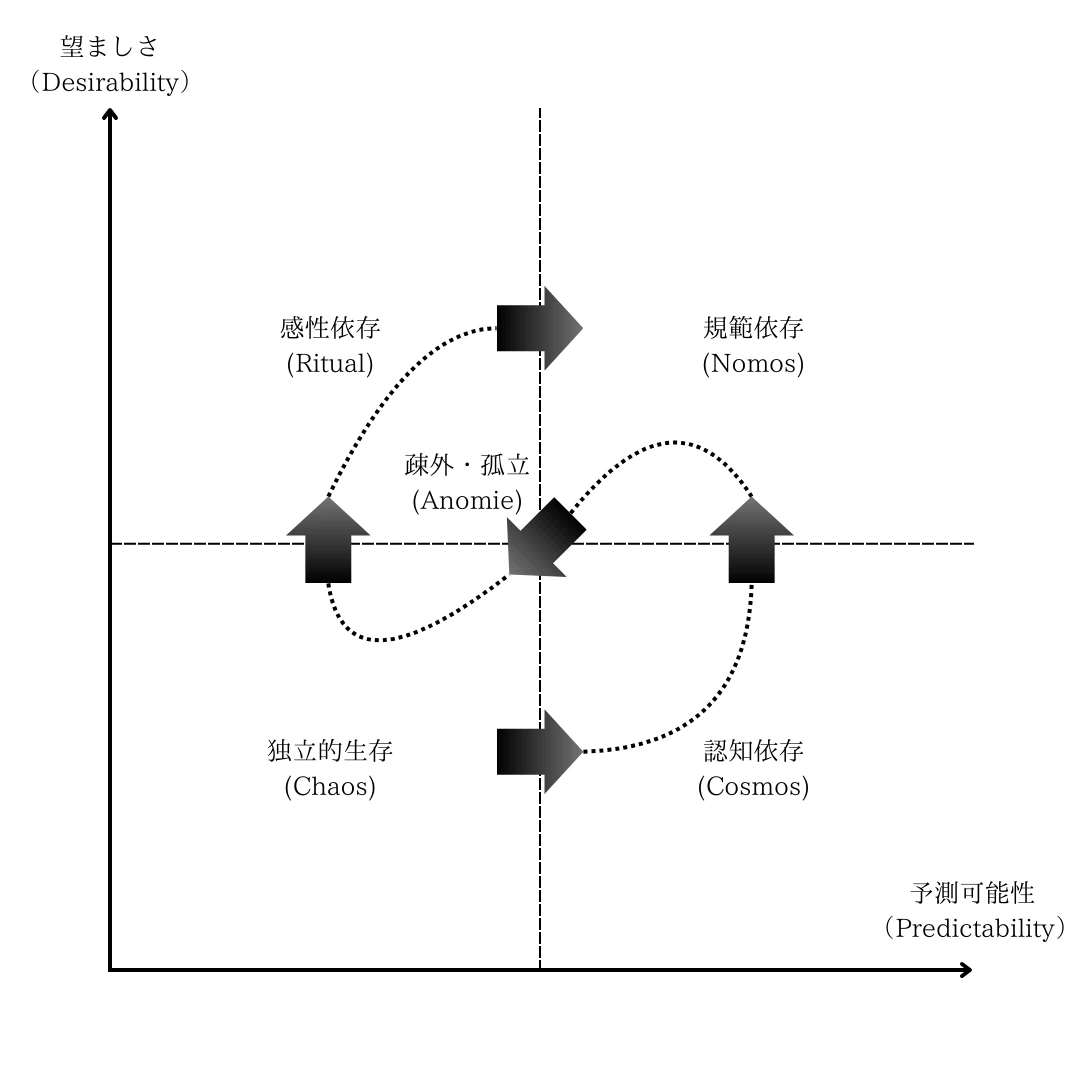 望ましさ
（Desirability）
感性依存
(Ritual)
規範依存
(Nomos)
疎外・孤立
(Anomie)
独立的生存
(Chaos)
認知依存
(Cosmos)
予測可能性
（Predictability）